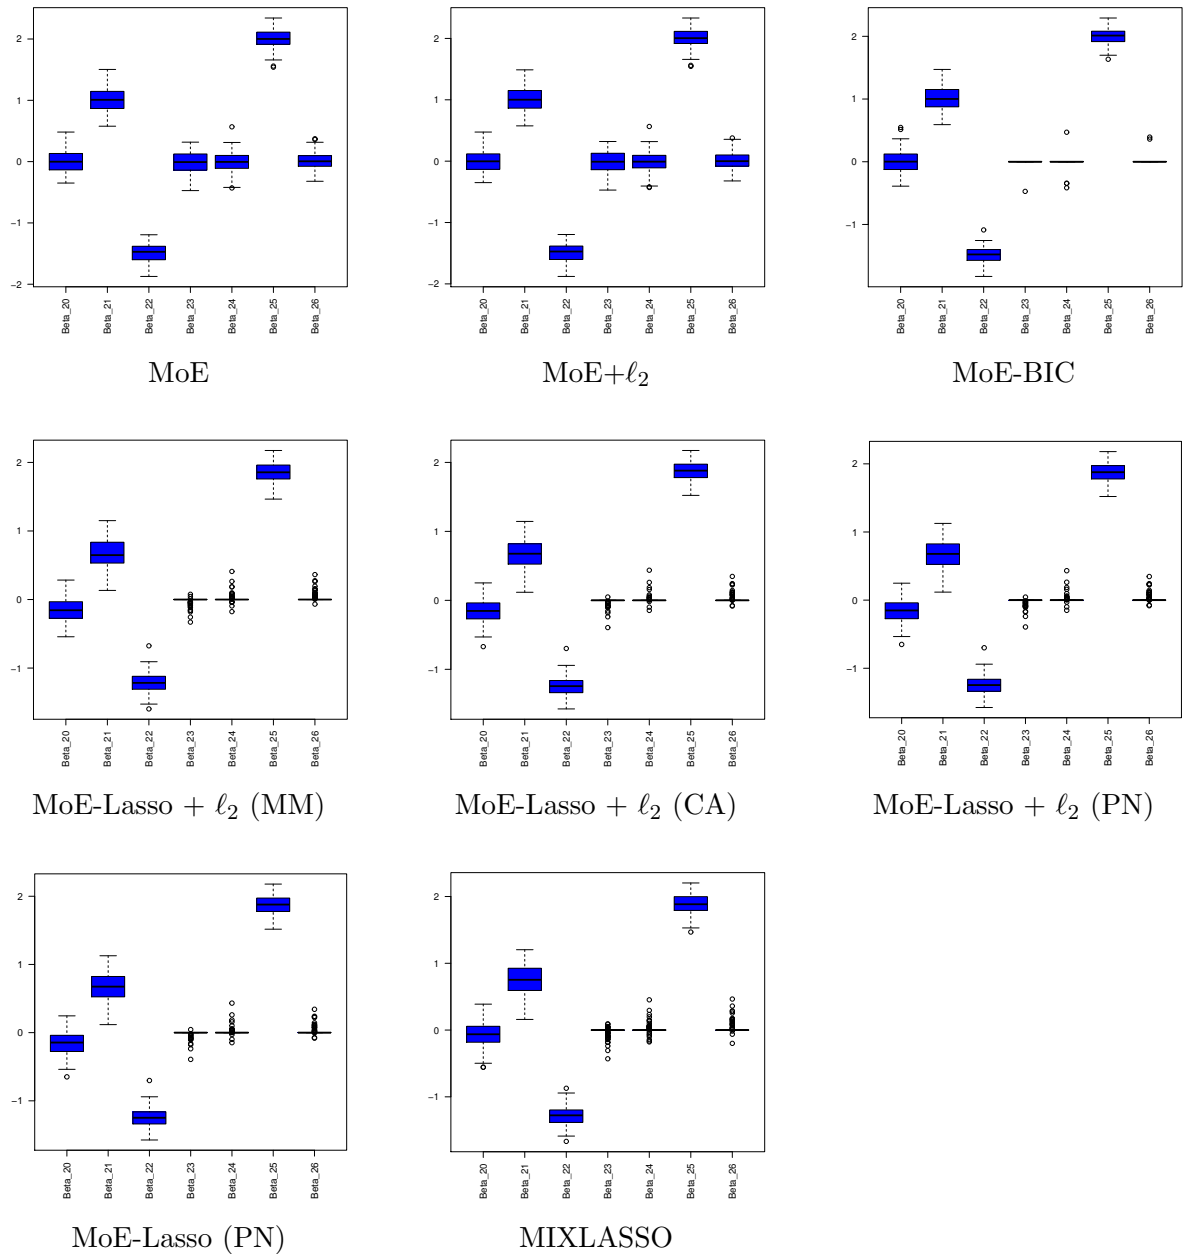 2
1
0
−1
−2
Beta_20
Beta_21
Beta_22
Beta_23
Beta_24
Beta_25
Beta_26
MoE
2
1
0
−1
−2
Beta_20
Beta_21
Beta_22
Beta_23
Beta_24
Beta_25
Beta_26
MoE+ℓ₂
2
1
0
−1
Beta_20
Beta_21
Beta_22
Beta_23
Beta_24
Beta_25
Beta_26
MoE-BIC
2
1
0
−1
Beta_20
Beta_21
Beta_22
Beta_23
Beta_24
Beta_25
Beta_26
MoE-Lasso + ℓ₂ (MM)
2
1
0
−1
Beta_20
Beta_21
Beta_22
Beta_23
Beta_24
Beta_25
Beta_26
MoE-Lasso + ℓ₂ (CA)
2
1
0
−1
Beta_20
Beta_21
Beta_22
Beta_23
Beta_24
Beta_25
Beta_26
MoE-Lasso + ℓ₂ (PN)
2
1
0
−1
Beta_20
Beta_21
Beta_22
Beta_23
Beta_24
Beta_25
Beta_26
MoE-Lasso (PN)
2
1
0
−1
Beta_20
Beta_21
Beta_22
Beta_23
Beta_24
Beta_25
Beta_26
MIXLASSO